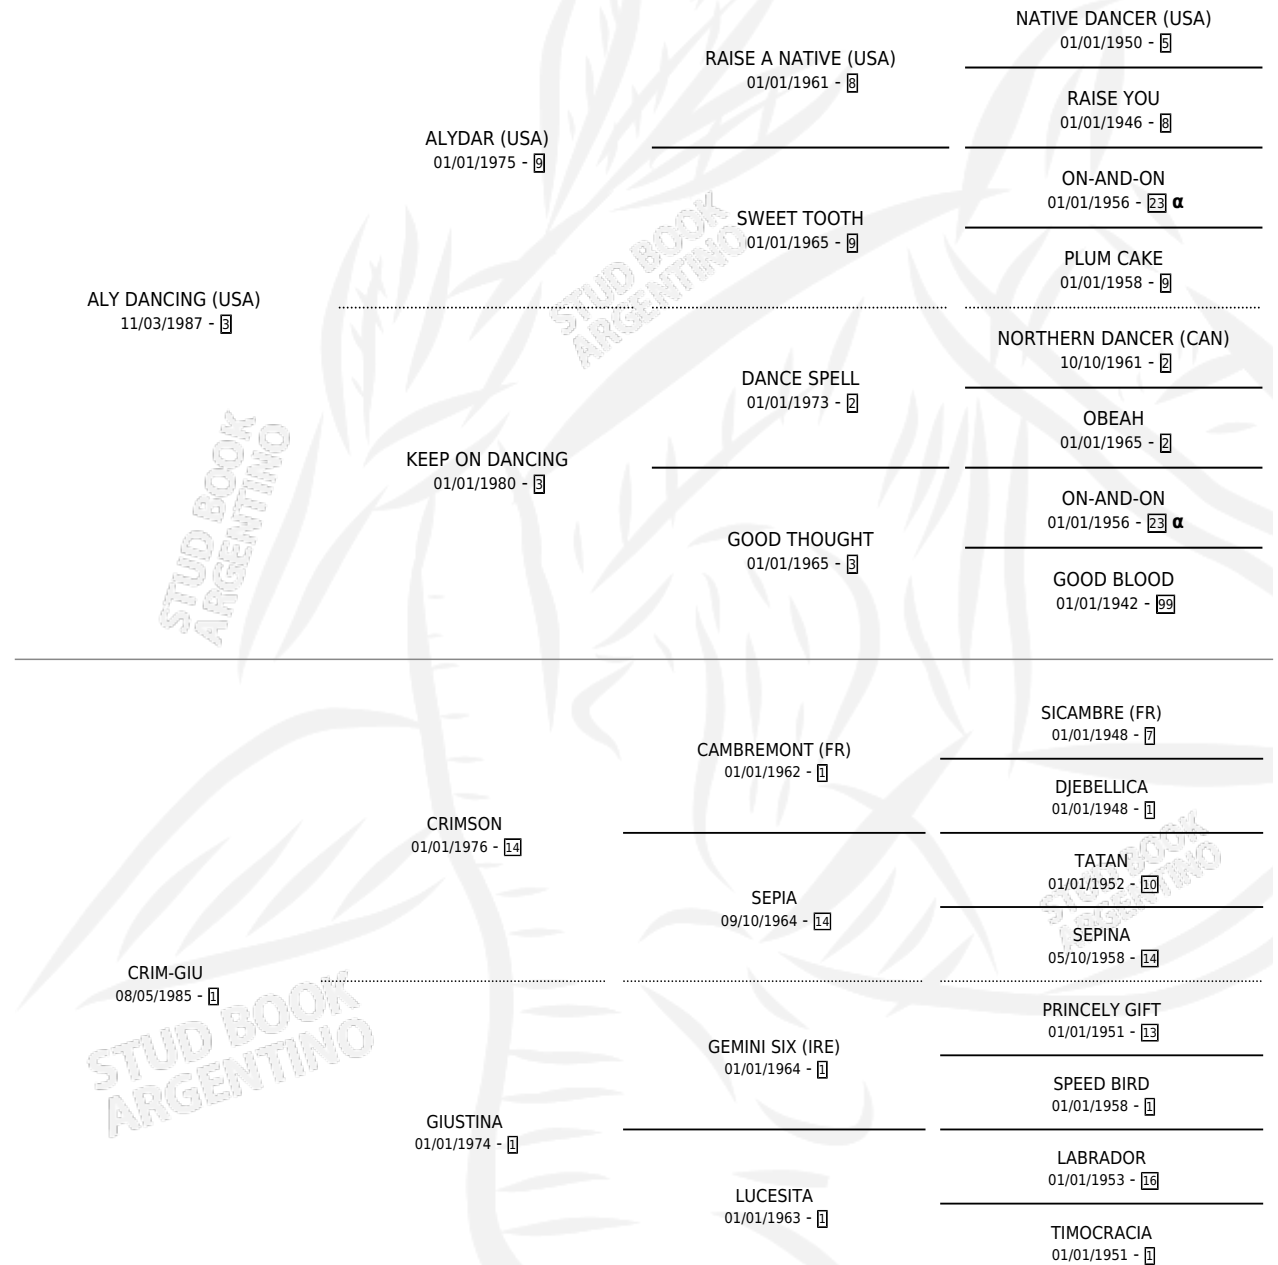 NATIVE DANCER (USA)
01/01/1950 - 5
RAISE A NATIVE (USA)
01/01/1961 - 8
RAISE YOU
01/01/1946 - 8
ALYDAR (USA)
01/01/1975 - 9
ON-AND-ON
01/01/1956 - 23 α
SWEET TOOTH
01/01/1965 - 9
PLUM CAKE
01/01/1958 - 9
ALY DANCING (USA)
11/03/1987 - 3
NORTHERN DANCER (CAN)
10/10/1961 - 2
DANCE SPELL
01/01/1973 - 2
OBEAH
01/01/1965 - 2
KEEP ON DANCING
01/01/1980 - 3
ON-AND-ON
01/01/1956 - 23 α
GOOD THOUGHT
01/01/1965 - 3
GOOD BLOOD
01/01/1942 - 99
SICAMBRE (FR)
01/01/1948 - 7
CAMBREMONT (FR)
01/01/1962 - 1
DJEBELLICA
01/01/1948 - 1
CRIMSON
01/01/1976 - 14
TATAN
01/01/1952 - 10
SEPIA
09/10/1964 - 14
SEPINA
05/10/1958 - 14
CRIM-GIU
08/05/1985 - 1
PRINCELY GIFT
01/01/1951 - 13
GEMINI SIX (IRE)
01/01/1964 - 1
SPEED BIRD
01/01/1958 - 1
GIUSTINA
01/01/1974 - 1
LABRADOR
01/01/1953 - 16
LUCESITA
01/01/1963 - 1
TIMOCRACIA
01/01/1951 - 1
STUD BOOK
ARGENTINO
STUD BOOK
ARGENTINO
STUD BOOK
ARGENTINO
STUD BOOK
ARGENTINO